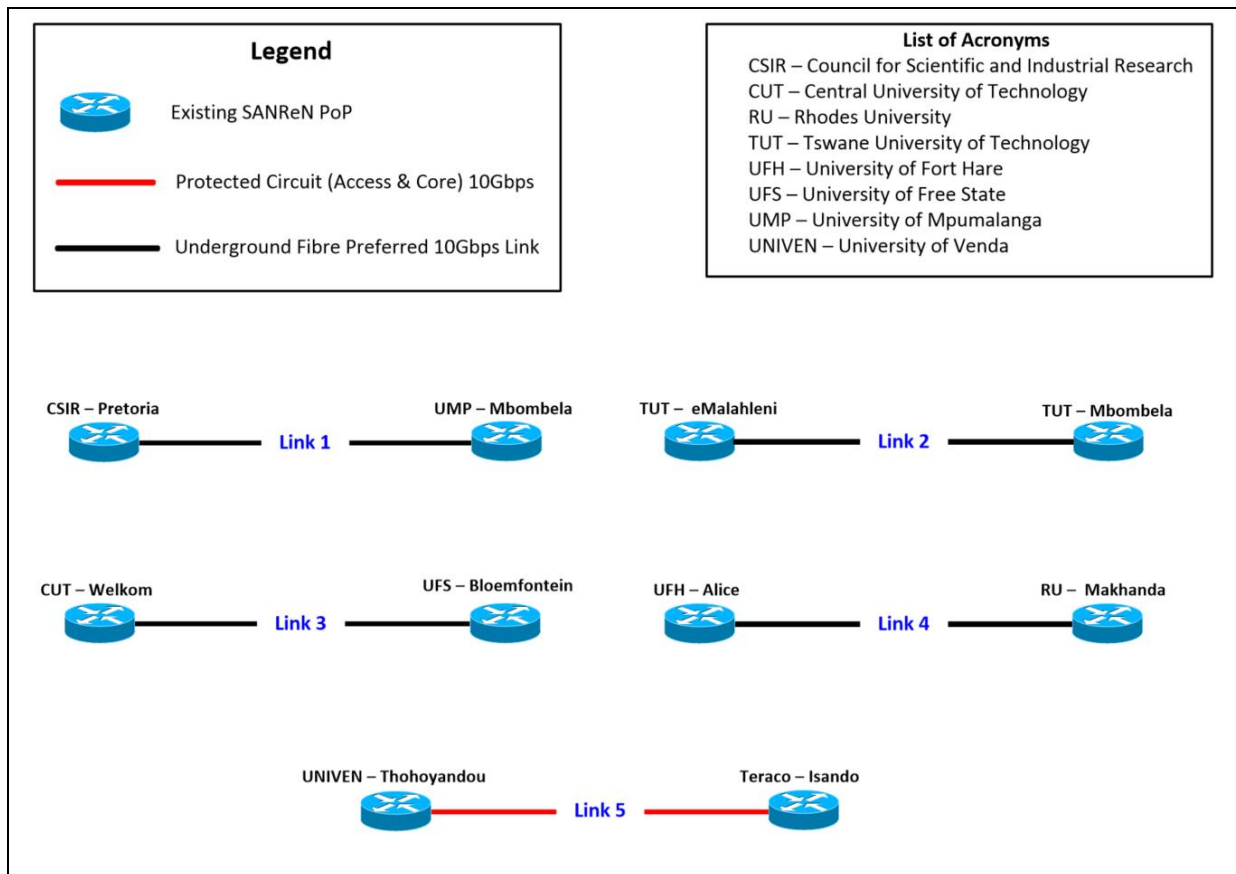 Legend
Existing SANReN PoP
Protected Circuit (Access & Core) 10Gbps
Underground Fibre Preferred 10Gbps Link
List of Acronyms
CSIR – Council for Scientific and Industrial Research
CUT – Central University of Technology
RU – Rhodes University
TUT – Tswane University of Technology
UFH – University of Fort Hare
UFS – University of Free State
UMP – University of Mpumalanga
UNIVEN – University of Venda
CSIR – Pretoria
Link 1
UMP – Mbombela
TUT – eMalahleni
Link 2
TUT – Mbombela
CUT – Welkom
Link 3
UFS – Bloemfontein
UFH – Alice
Link 4
RU – Makhanda
UNIVEN – Thohoyandou
Link 5
Teraco – Isando